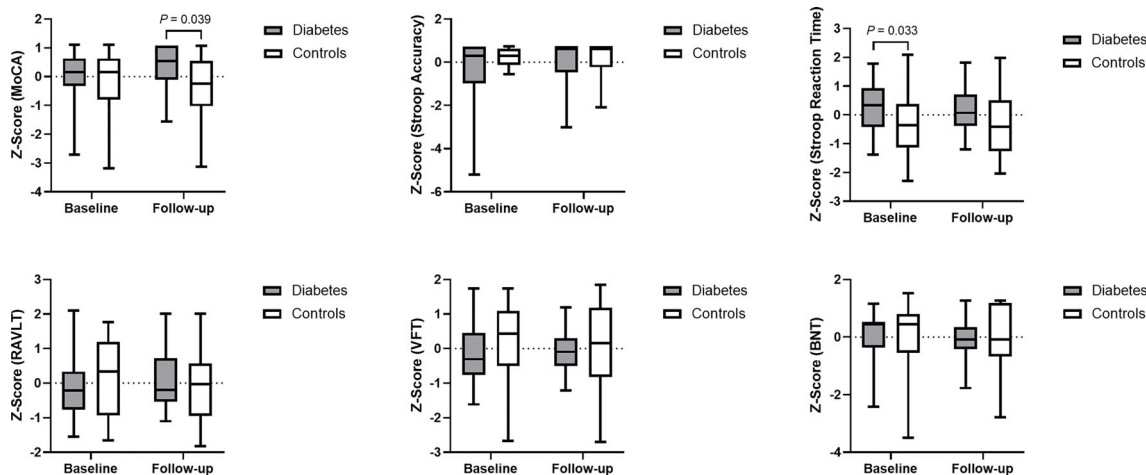 Z-Score (MoCA)
2
1
0
-1
-2
-3
-4
P = 0.039
Baseline
Follow-up
Diabetes
Controls
Z-Score (Stroop Accuracy)
2
0
-2
-4
-6
Baseline
Follow-up
Diabetes
Controls
Z-Score (Stroop Reaction Time)
3
2
1
0
-1
-2
-3
P = 0.033
Baseline
Follow-up
Diabetes
Controls
Z-Score (RAVLT)
3
2
1
0
-1
-2
Baseline
Follow-up
Diabetes
Controls
Z-Score (VFT)
2
1
0
-1
-2
-3
Baseline
Follow-up
Diabetes
Controls
Z-Score (BNT)
2
0
-2
-4
Baseline
Follow-up
Diabetes
Controls